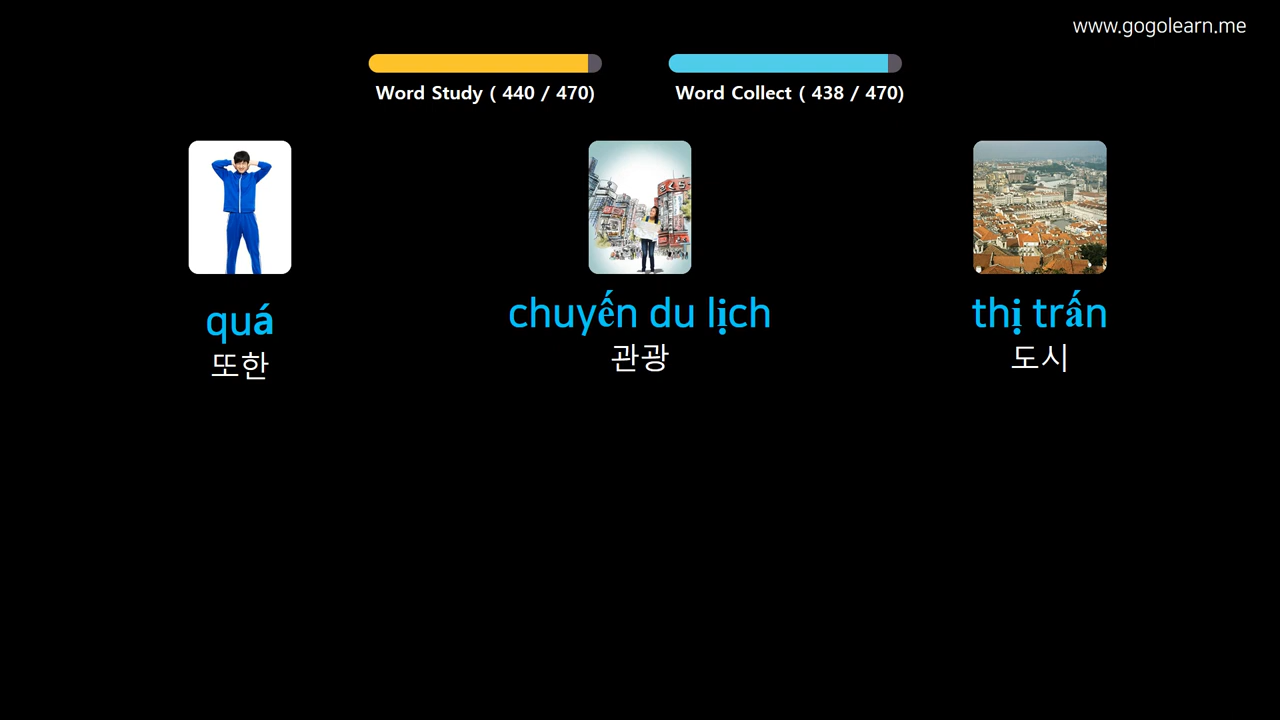 www.gogolearn.me
Word Study ( 440 / 470)
Word Collect ( 438 / 470)
quá
또한
chuyến du lịch
관광
thị trấn
도시